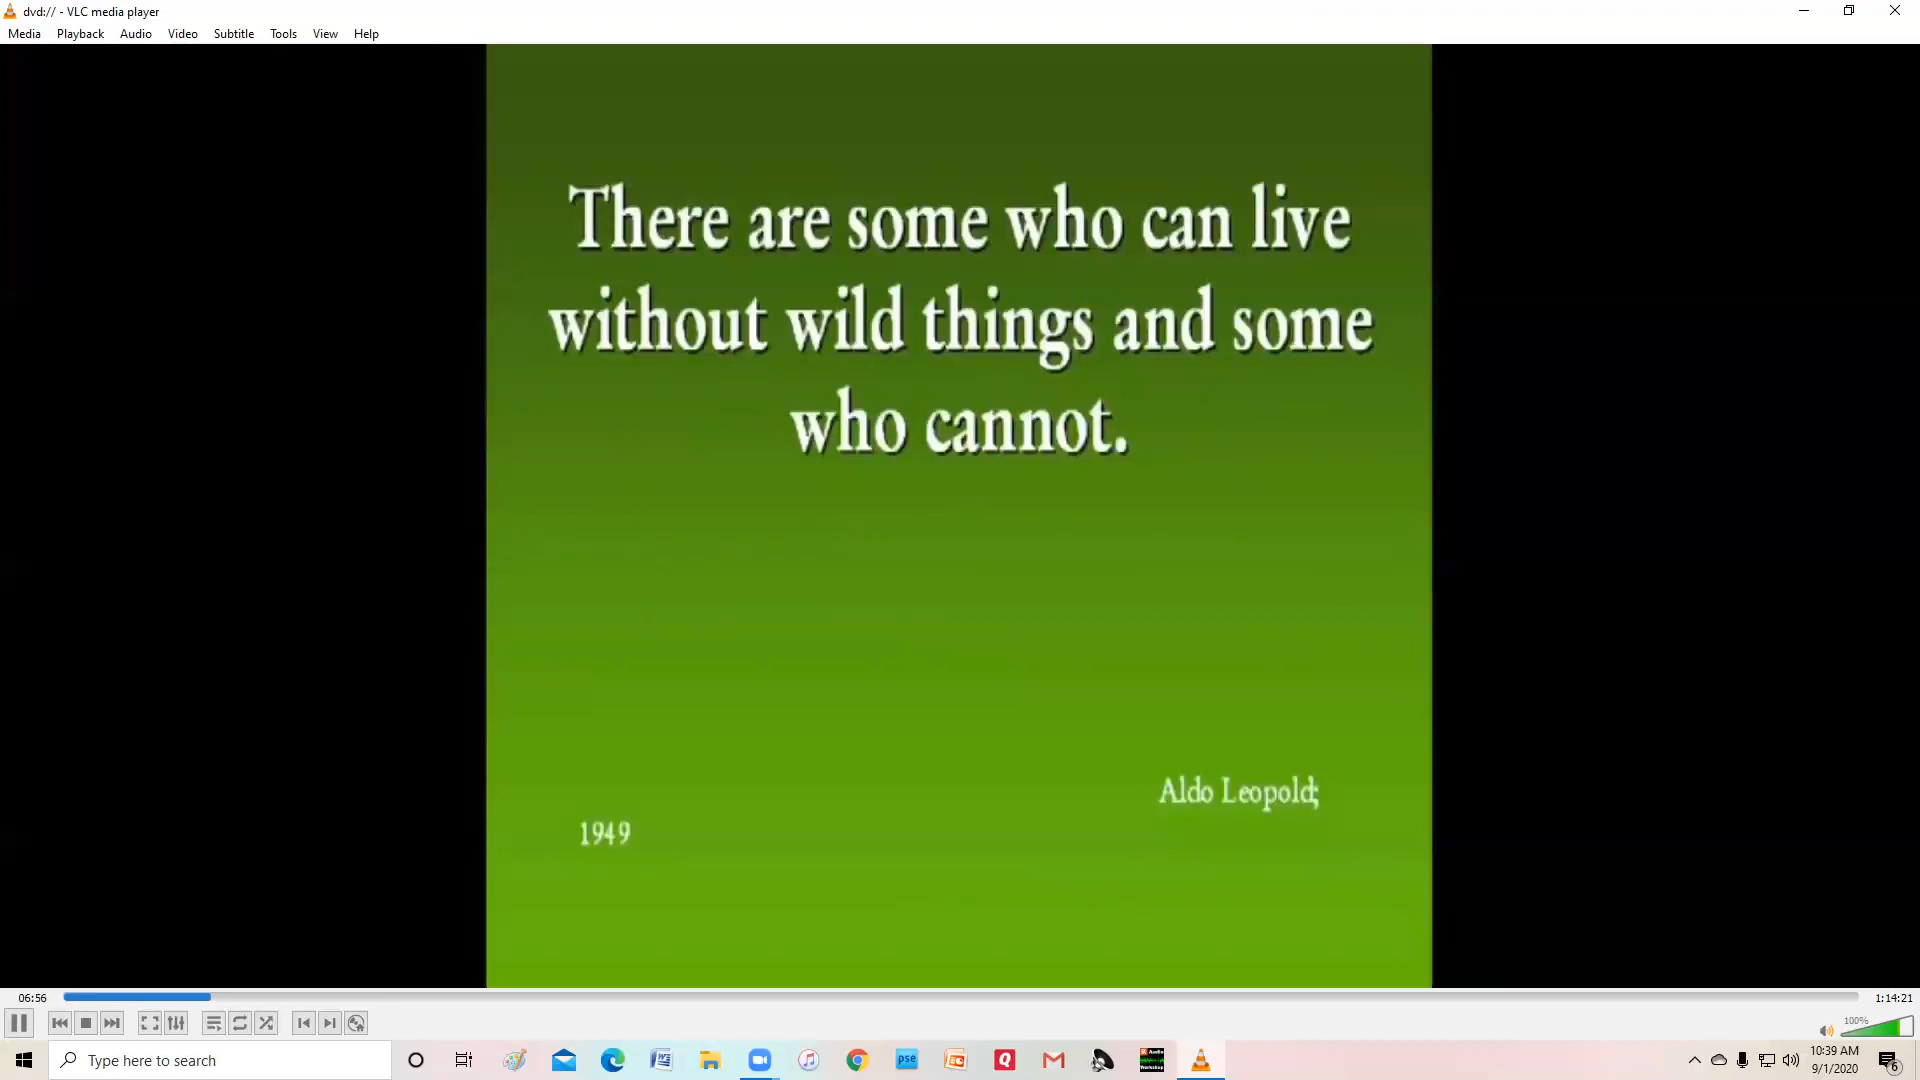 dvd:// - VLC media player
Media Playback Audio Video Subtitle Tools View Help
There are some who can live
without wild things and some
who cannot.
Aldo Leopold;
1949
06:56
1:14:21
100%
Type here to search
pse
Q
10:39 AM
9/1/2020
6